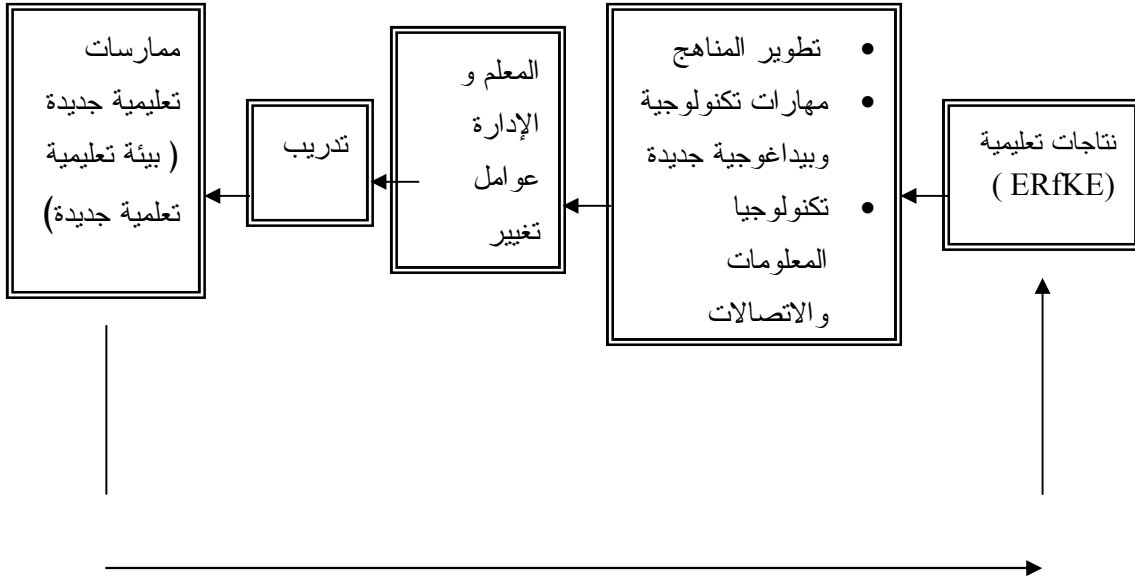 نتاجات تعليمية
(ERfKE )
• تطوير المناهج
• مهارات تكنولوجية
وبيداغوجية جديدة
• تكنولوجيا
المعلومات
والاتصالات
المعلم و
الإدارة
عوامل
تغيير
تدريب
ممارسات
تعليمية جديدة
( بيئة تعليمية
تعلمية جديدة)